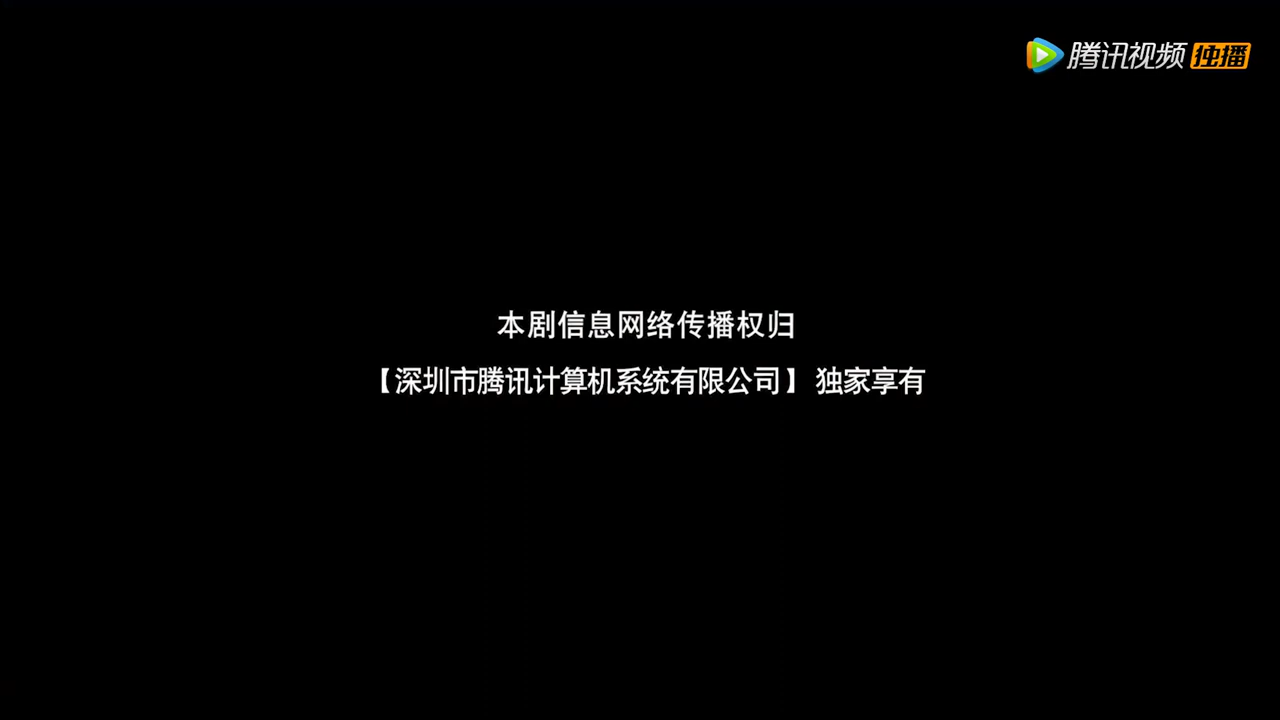 腾讯视频 独播
本剧信息网络传播权归
【深圳市腾讯计算机系统有限公司】独家享有